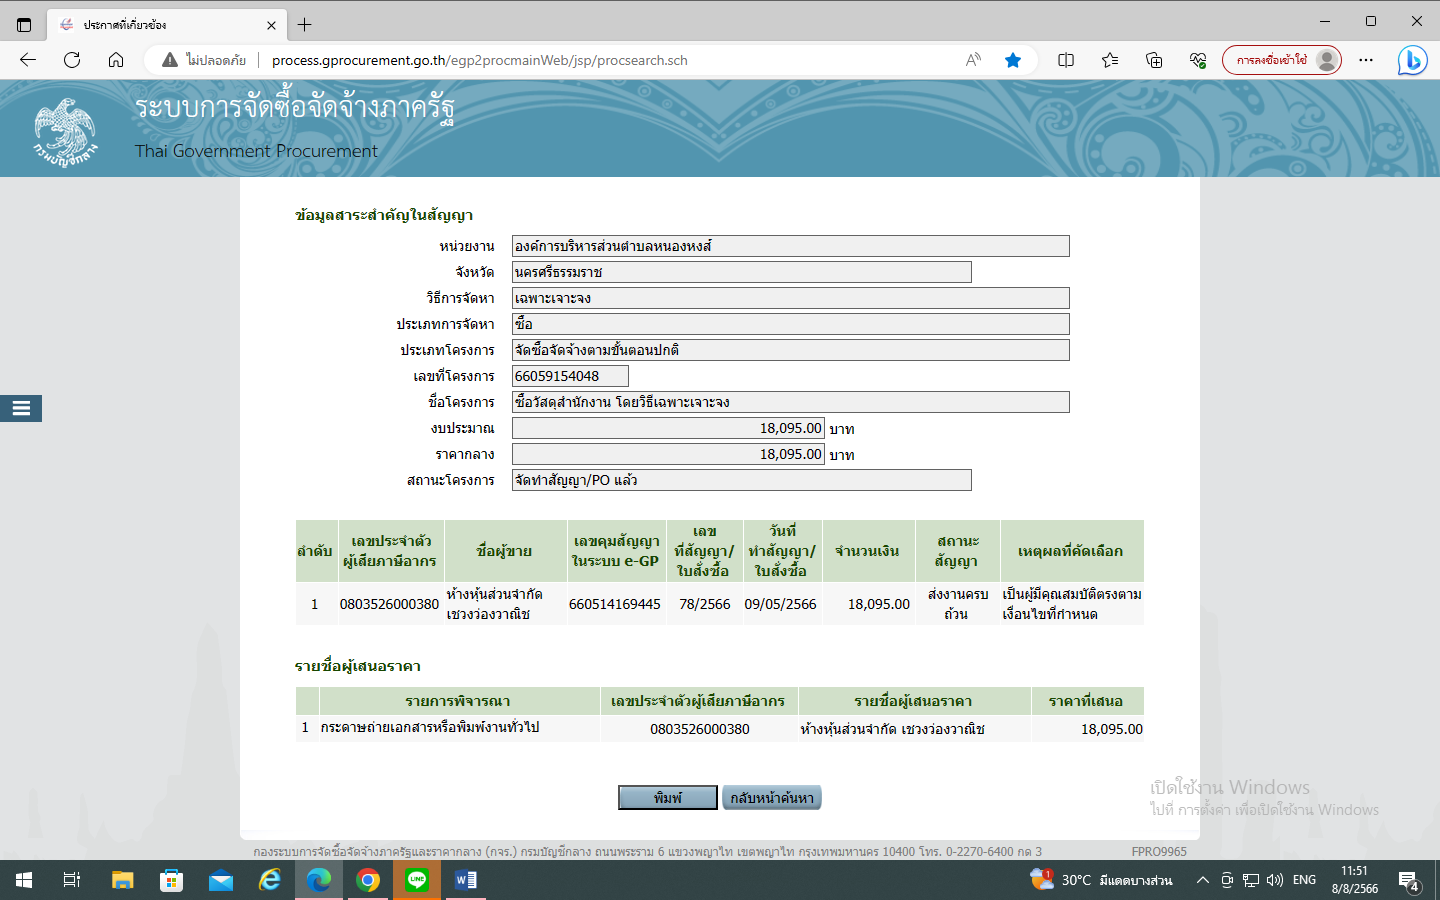 ประกาศที่เกี่ยวข้อง
ไม่ปลอดภัย
process.gprocurement.go.th/egp2procmainWeb/jsp/procsearch.sch
การลงชื่อเข้าใช้
ระบบการจัดซื้อจัดจ้างภาครัฐ
Thai Government Procurement
กรมบัญชีกลาง
ข้อมูลสาระสำคัญในสัญญา
หน่วยงาน องค์การบริหารส่วนตำบลหนองหงส์
จังหวัด นครศรีธรรมราช
วิธีการจัดหา เฉพาะเจาะจง
ประเภทการจัดหา ซื้อ
ประเภทโครงการ จัดซื้อจัดจ้างตามขั้นตอนปกติ
เลขที่โครงการ 66059154048
ชื่อโครงการ ซื้อวัสดุสำนักงาน โดยวิธีเฉพาะเจาะจง
งบประมาณ 18,095.00 บาท
ราคากลาง 18,095.00 บาท
สถานะโครงการ จัดทำสัญญา/PO แล้ว
ลำดับ เลขประจำตัวผู้เสียภาษีอากร ชื่อผู้ขาย เลขคุมสัญญาในระบบ e-GP เลขที่สัญญา/ใบสั่งซื้อ วันที่ทำสัญญา/ใบสั่งซื้อ จำนวนเงิน สถานะสัญญา เหตุผลที่คัดเลือก
1 0803526000380 ห้างหุ้นส่วนจำกัด เชวงว่องวาณิช 660514169445 78/2566 09/05/2566 18,095.00 ส่งงานครบถ้วน เป็นผู้มีคุณสมบัติตรงตามเงื่อนไขที่กำหนด
รายชื่อผู้เสนอราคา
รายการพิจารณา เลขประจำตัวผู้เสียภาษีอากร รายชื่อผู้เสนอราคา ราคาที่เสนอ
1 กระดาษถ่ายเอกสารหรือพิมพ์งานทั่วไป 0803526000380 ห้างหุ้นส่วนจำกัด เชวงว่องวาณิช 18,095.00
พิมพ์ กลับหน้าค้นหา
เปิดใช้งาน Windows
ไปที่ การตั้งค่า เพื่อเปิดใช้งาน Windows
กองระบบการจัดซื้อจัดจ้างภาครัฐและราคากลาง (กจร.) กรมบัญชีกลาง ถนนพระราม 6 แขวงพญาไท เขตพญาไท กรุงเทพมหานคร 10400 โทร. 0-2270-6400 กด 3 FPRO9965
1 30°C มีแดดบางส่วน ENG 11:51
8/8/2566 4